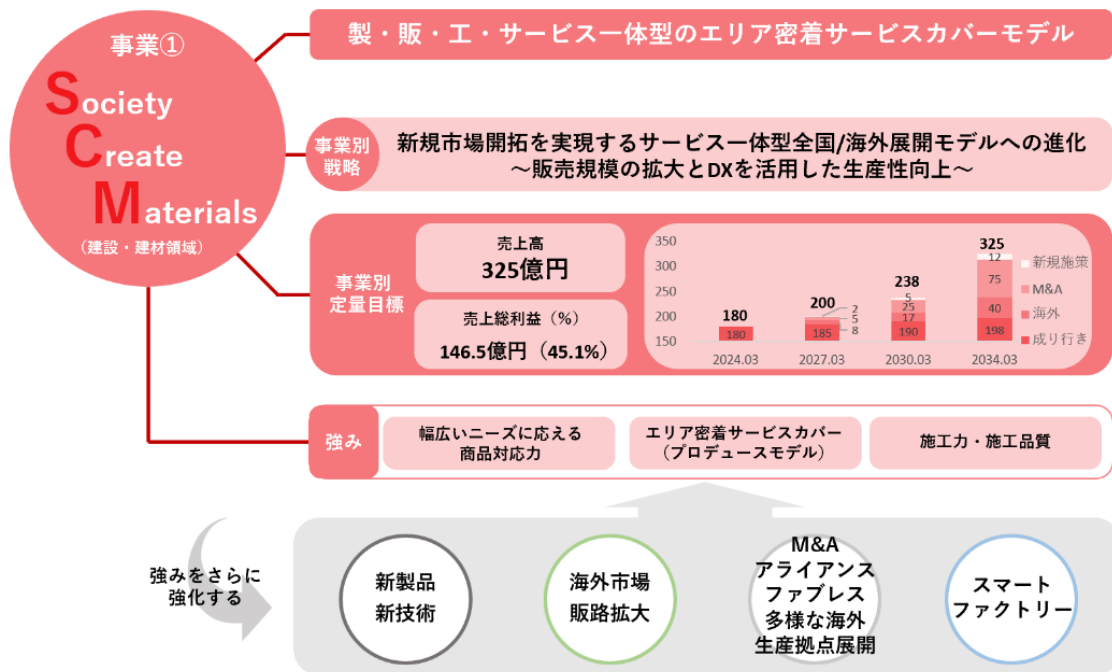 事業①
Society
Create
Materials
（建設・建材領域）
製・販・工・サービス一体型のエリア密着サービスカバーモデル
事業別
戦略
新規市場開拓を実現するサービス一体型全国/海外展開モデルへの進化
～販売規模の拡大とDXを活用した生産性向上～
事業別
定量目標
売上高
325億円
売上総利益（%）
146.5億円（45.1%）
350
300
250
200
150
180
180
2024.03
200
2
5
8
185
2027.03
238
5
25
17
190
2030.03
325
12
75
40
198
2034.03
新規施策
M&A
海外
成り行き
強み
幅広いニーズに応える
商品対応力
エリア密着サービスカバー
（プロデュースモデル）
施工力・施工品質
強みをさらに
強化する
新製品
新技術
海外市場
販路拡大
M&A
アライアンス
ファブレス
多様な海外
生産拠点展開
スマート
ファクトリー